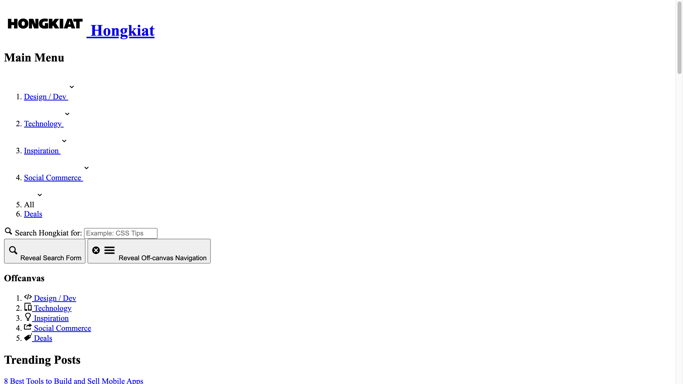 HONGKIAT Hongkiat
Main Menu
1. Design / Dev
2. Technology
3. Inspiration
4. Social Commerce
5. All
6. Deals
Search Hongkiat for: Example: CSS Tips
Reveal Search Form Reveal Off-canvas Navigation
Offcanvas
1. Design / Dev
2. Technology
3. Inspiration
4. Social Commerce
5. Deals
Trending Posts
8 Best Tools to Build and Sell Mobile Apps